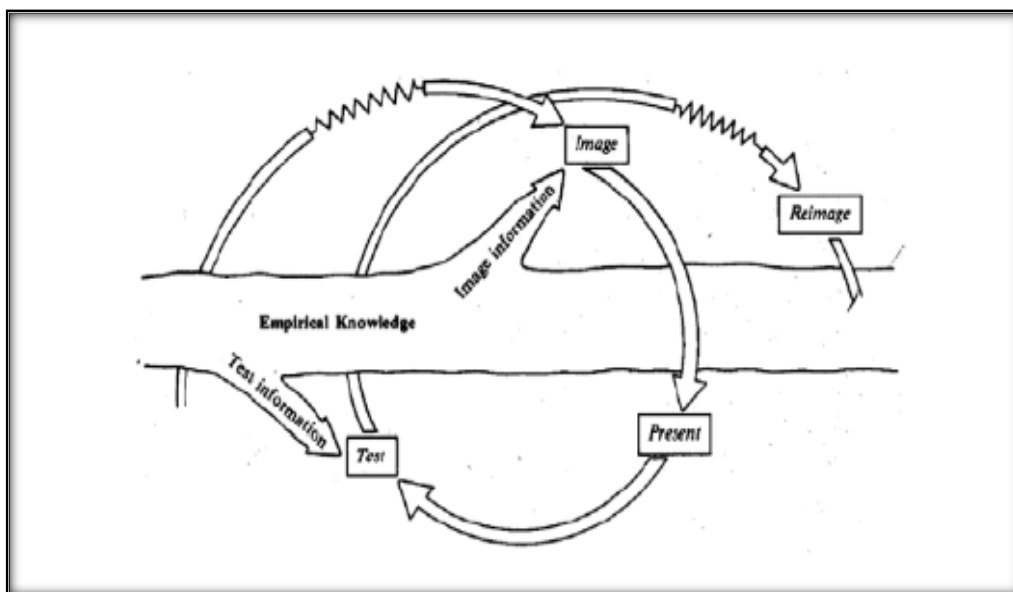 Image
Reimage
Image information
Empirical Knowledge
Test information
Present
Test